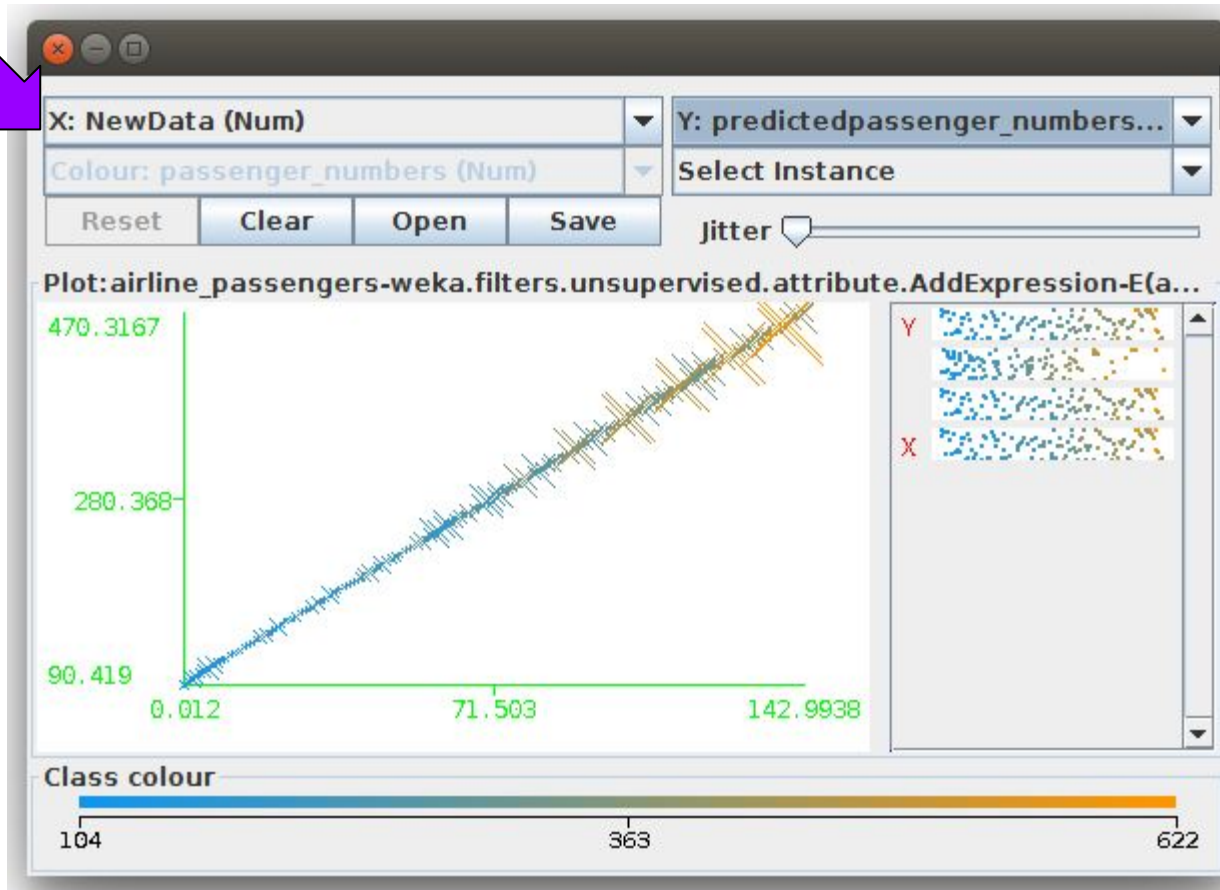 X: NewData (Num)
Y: predictedpassenger_numbers...
Colour: passenger_numbers (Num)
Select Instance
Reset
Clear
Open
Save
Jitter
Plot:airline_passengers-weka.filters.unsupervised.attribute.AddExpression-E(a...
470.3167
280.368
90.419
0.012
71.503
142.9938
Y
X
Class colour
104
363
622